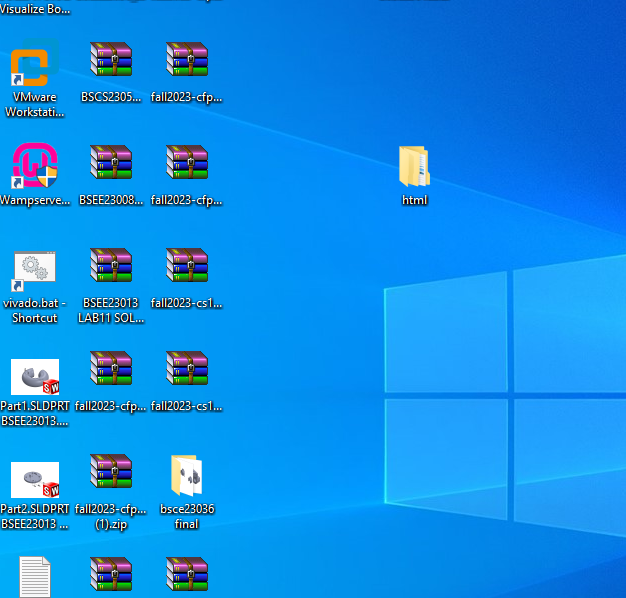 Visualize Bo...
VMware
Workstati...
BSCS2305...
fall2023-cfp...
Wampserve...
BSEE23008...
fall2023-cfp...
html
vivado.bat -
Shortcut
BSEE23013
LAB11 SOL...
fall2023-cs1...
Part1.SLDPRT
BSEE23013....
fall2023-cfp...
fall2023-cs1...
Part2.SLDPRT
BSEE23013 ...
fall2023-cfp...
(1).zip
bsce23036
final